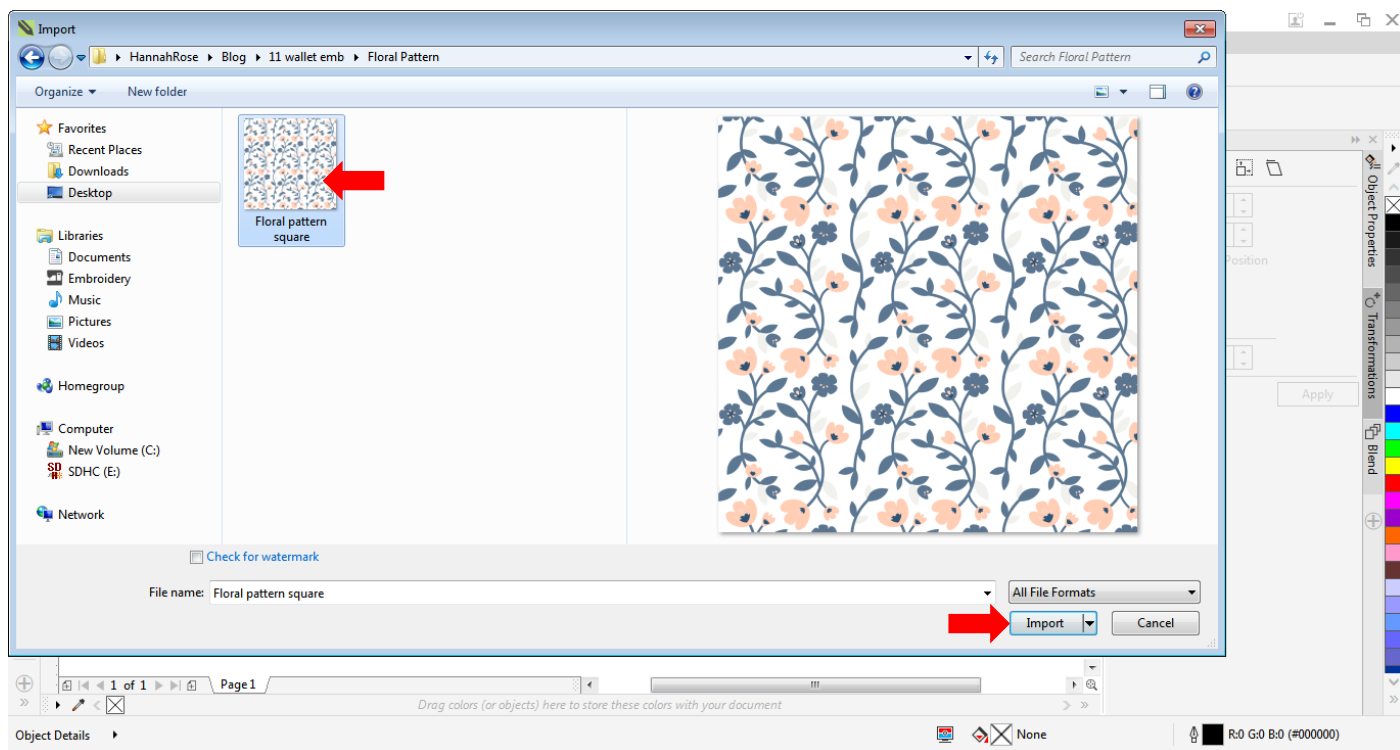 Import
HannahRose Blog 11 wallet emb Floral Pattern
Search Floral Pattern
Organize New folder
Favorites
Recent Places
Downloads
Desktop
Libraries
Documents
Embroidery
Music
Pictures
Videos
Homegroup
Computer
New Volume (C:)
SD SDHC (E:)
Network
Floral pattern
square
Check for watermark
File name: Floral pattern square
All File Formats
Import Cancel
Object Properties
Position
Transformations
Apply
Blend
1 of 1 Page 1
Drag colors (or objects) here to store these colors with your document
Object Details None R:0 G:0 B:0 (#000000)